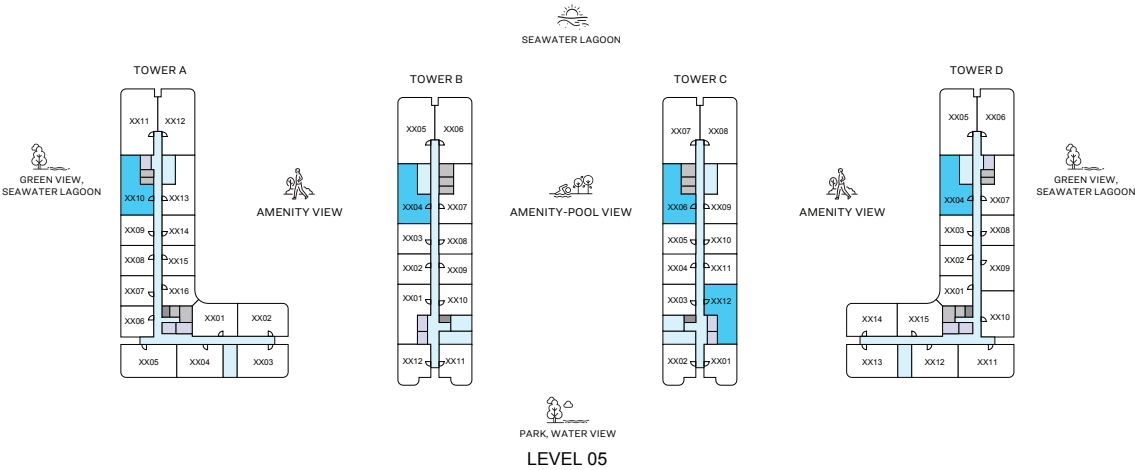 SEAWATER LAGOON
TOWER A
TOWER B
TOWER C
TOWER D
XX11 XX12
XX10 XX13
XX09 XX14
XX08 XX15
XX07 XX16
XX06 XX01 XX02
XX05 XX04 XX03
XX05 XX06
XX04 XX07
XX03 XX08
XX02 XX09
XX01 XX10
XX12 XX11
XX07 XX08
XX06 XX09
XX05 XX10
XX04 XX11
XX03 XX12
XX02 XX01
XX05 XX06
XX04 XX07
XX03 XX08
XX02 XX09
XX01
XX14 XX15 XX10
XX13 XX12 XX11
GREEN VIEW,
SEAWATER LAGOON
AMENITY VIEW
AMENITY-POOL VIEW
AMENITY VIEW
GREEN VIEW,
SEAWATER LAGOON
PARK, WATER VIEW
LEVEL 05